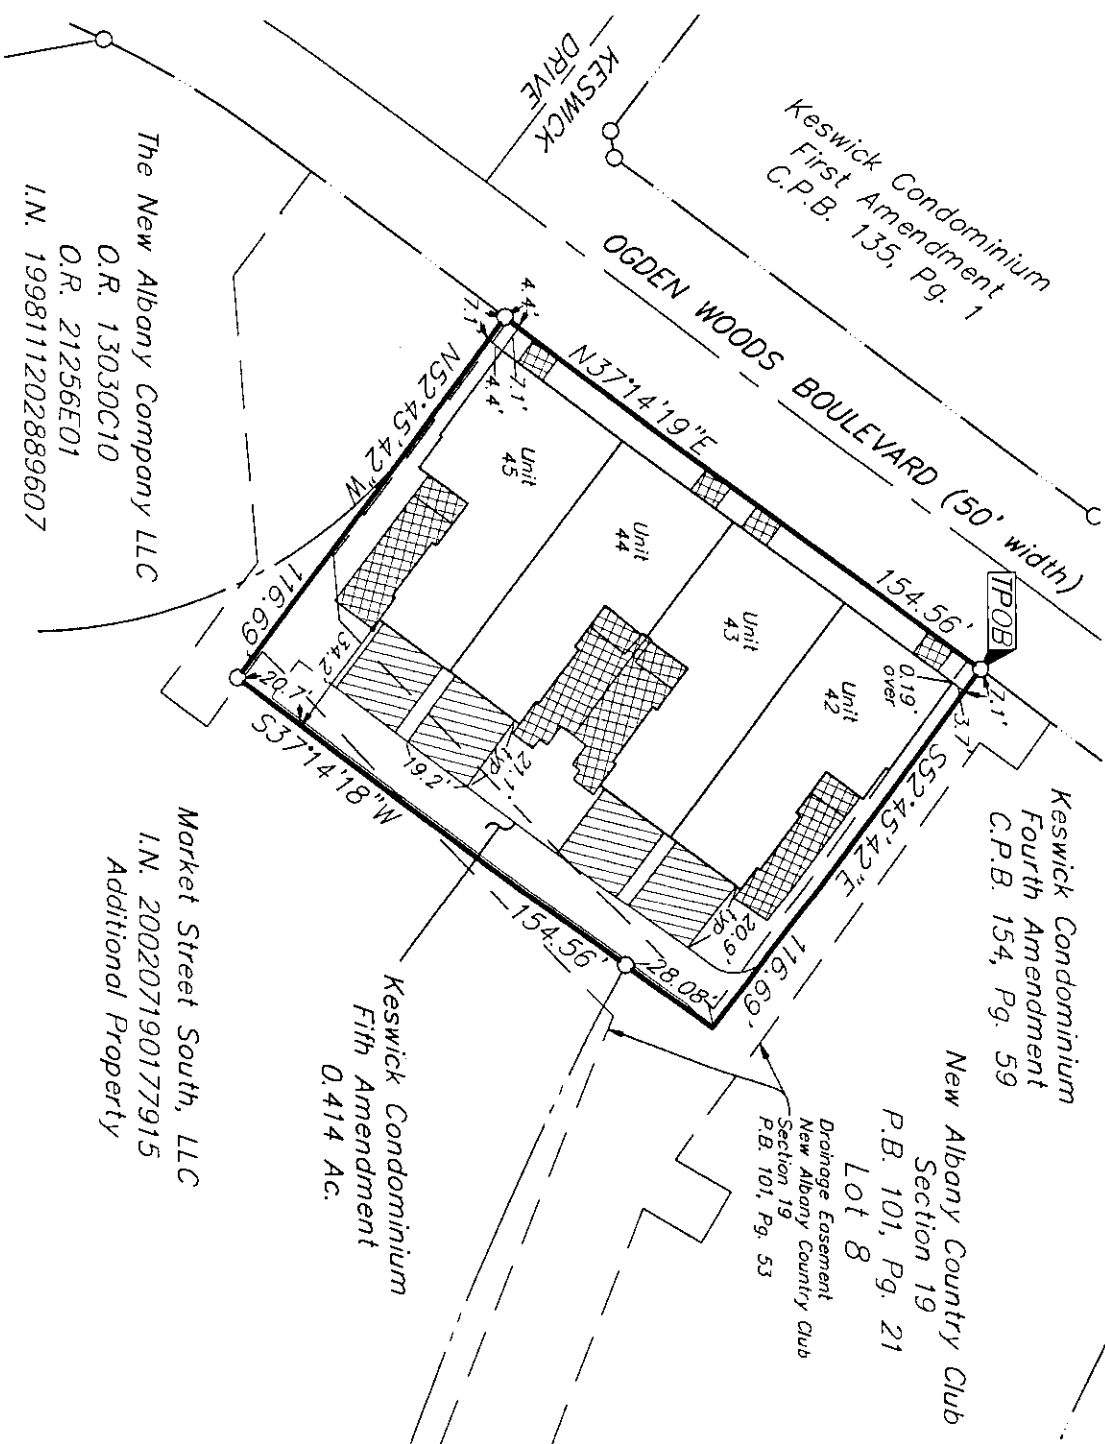 KESWICK
DRIVE
Keswick Condominium
First Amendment
C.P.B. 135, Pg. 1
OGDEN WOODS BOULEVARD (50' width)
The New Albany Company LLC
O.R. 13030C10
O.R. 21256E01
I.N. 1998111202889607
4.4'
7.1'
7.1'
4.4'
N37°14'19"E
154.56'
TPOB
7.1'
3.7'
0.19'
over
N52°45'42"W
116.69'
Unit
45
Unit
44
Unit
43
Unit
42
S52°45'42"E
116.69'
34.2'
20.7'
19.2'
21.1'
typ
20.9'
typ
S37°14'18"W
154.56'
28.08'
Keswick Condominium
Fourth Amendment
C.P.B. 154, Pg. 59
New Albany Country Club
Section 19
P.B. 101, Pg. 21
Lot 8
Drainage Easement
New Albany Country Club
Section 19
P.B. 101, Pg. 53
Keswick Condominium
Fifth Amendment
0.414 Ac.
Market Street South, LLC
I.N. 200207190177915
Additional Property